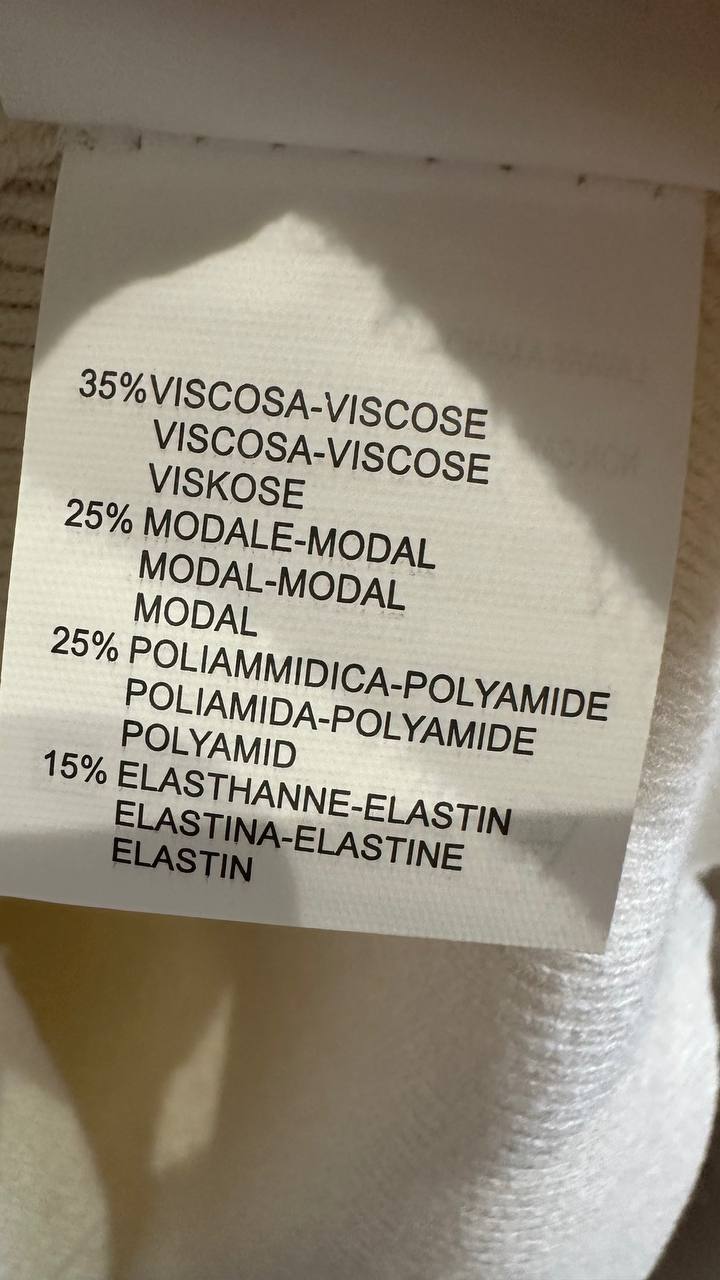 35%VISCOSA-VISCOSE
VISCOSA-VISCOSE
VISKOSE
25% MODALE-MODAL
MODAL-MODAL
MODAL
25% POLIAMMIDICA-POLYAMIDE
POLIAMIDA-POLYAMIDE
POLYAMID
15% ELASTHANNE-ELASTIN
ELASTINA-ELASTINE
ELASTIN